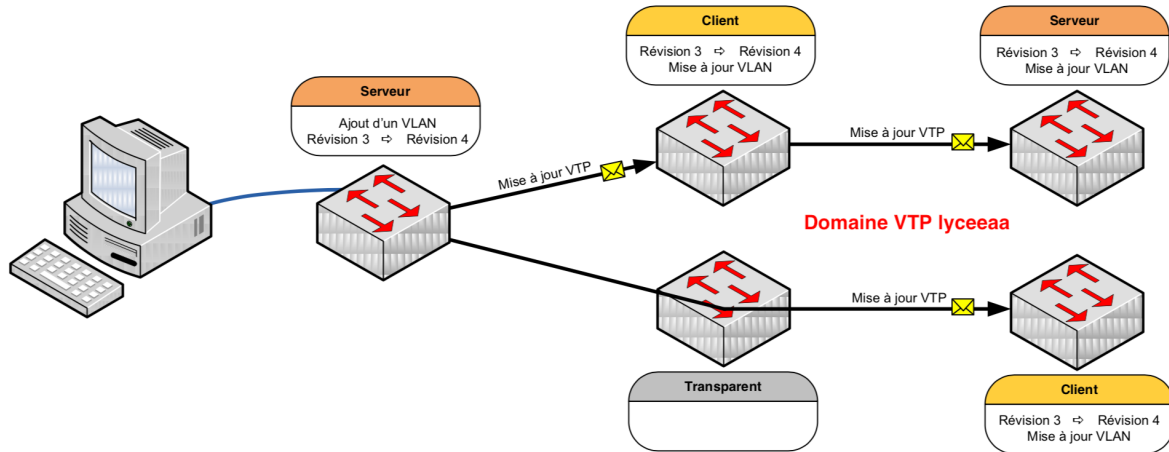 Client
Révision 3 ⇨ Révision 4
Mise à jour VLAN
Serveur
Révision 3 ⇨ Révision 4
Mise à jour VLAN
Serveur
Ajout d'un VLAN
Révision 3 ⇨ Révision 4
Mise à jour VTP
Mise à jour VTP
Domaine VTP lyceeaa
Mise à jour VTP
Transparent
Client
Révision 3 ⇨ Révision 4
Mise à jour VLAN